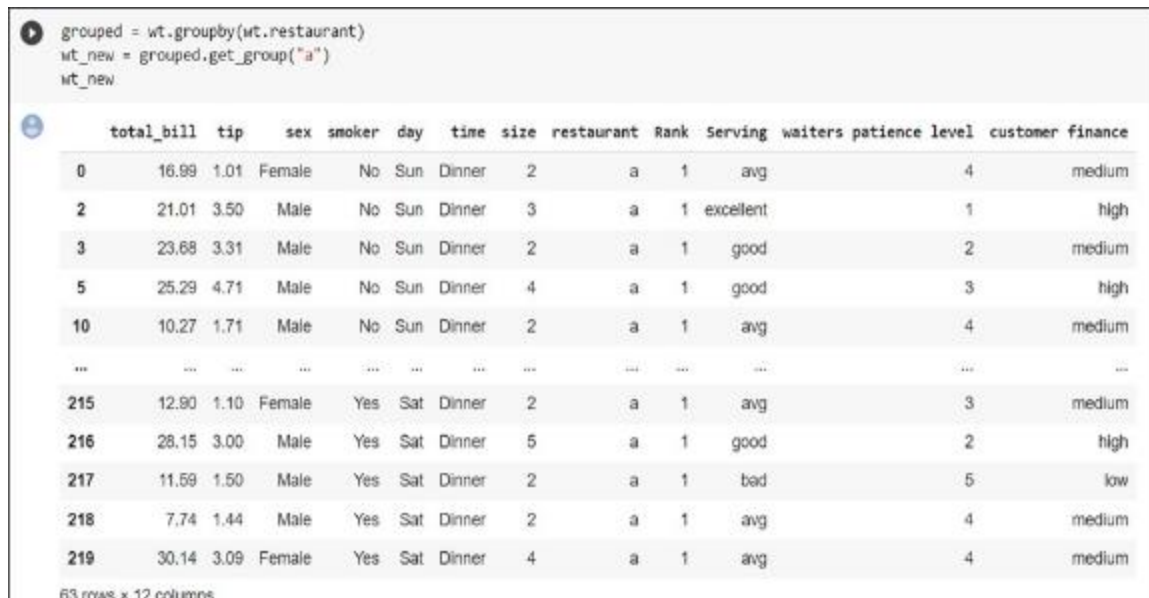 grouped = wt.groupby(wt.restaurant)
wt_new = grouped.get_group("a")
wt_new
total_bill tip sex smoker day time size restaurant Rank Serving waiters patience level customer finance
0 16.99 1.01 Female No Sun Dinner 2 a 1 avg 4 medium
2 21.01 3.50 Male No Sun Dinner 3 a 1 excellent 1 high
3 23.68 3.31 Male No Sun Dinner 2 a 1 good 2 medium
5 25.29 4.71 Male No Sun Dinner 4 a 1 good 3 high
10 10.27 1.71 Male No Sun Dinner 2 a 1 avg 4 medium
... ... ... ... ... ... ... ... ... ... ... ... ...
215 12.90 1.10 Female Yes Sat Dinner 2 a 1 avg 3 medium
216 28.15 3.00 Male Yes Sat Dinner 5 a 1 good 2 high
217 11.59 1.50 Male Yes Sat Dinner 2 a 1 bad 5 low
218 7.74 1.44 Male Yes Sat Dinner 2 a 1 avg 4 medium
219 30.14 3.09 Female Yes Sat Dinner 4 a 1 avg 4 medium
63 rows × 12 columns